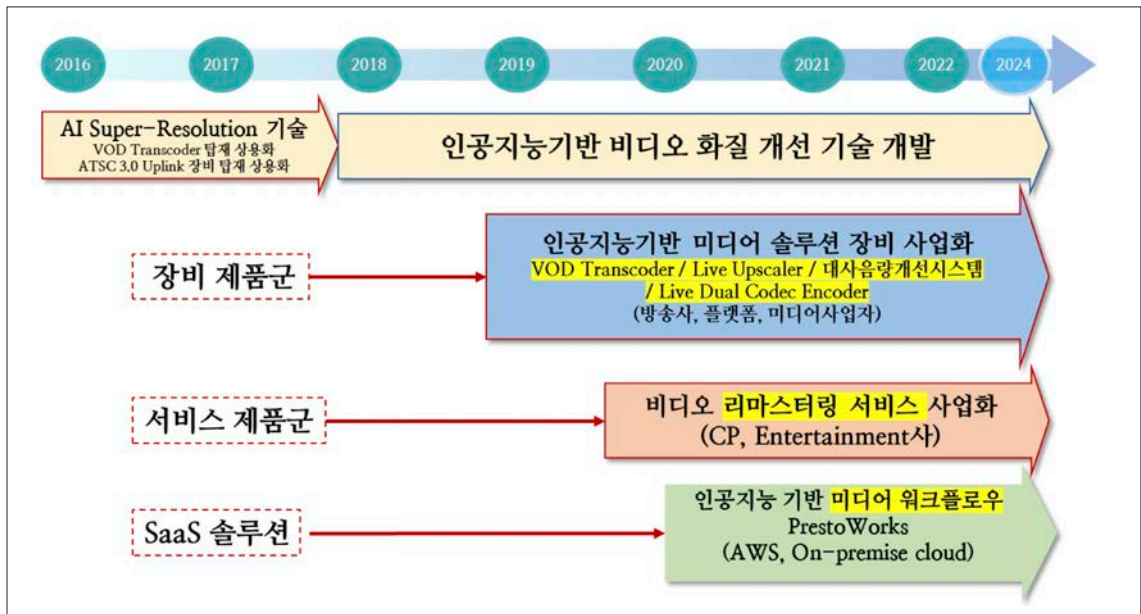 2016 2017 2018 2019 2020 2021 2022 2024
AI Super-Resolution 기술
VOD Transcoder 탑재 상용화
ATSC 3.0 Uplink 장비 탑재 상용화
인공지능기반 비디오 화질 개선 기술 개발
장비 제품군
인공지능기반 미디어 솔루션 장비 사업화
VOD Transcoder / Live Upscaler / 대사음량개선시스템
/ Live Dual Codec Encoder
(방송사, 플랫폼, 미디어사업자)
서비스 제품군
비디오 리마스터링 서비스 사업화
(CP, Entertainment사)
SaaS 솔루션
인공지능 기반 미디어 워크플로우
PrestoWorks
(AWS, On-premise cloud)